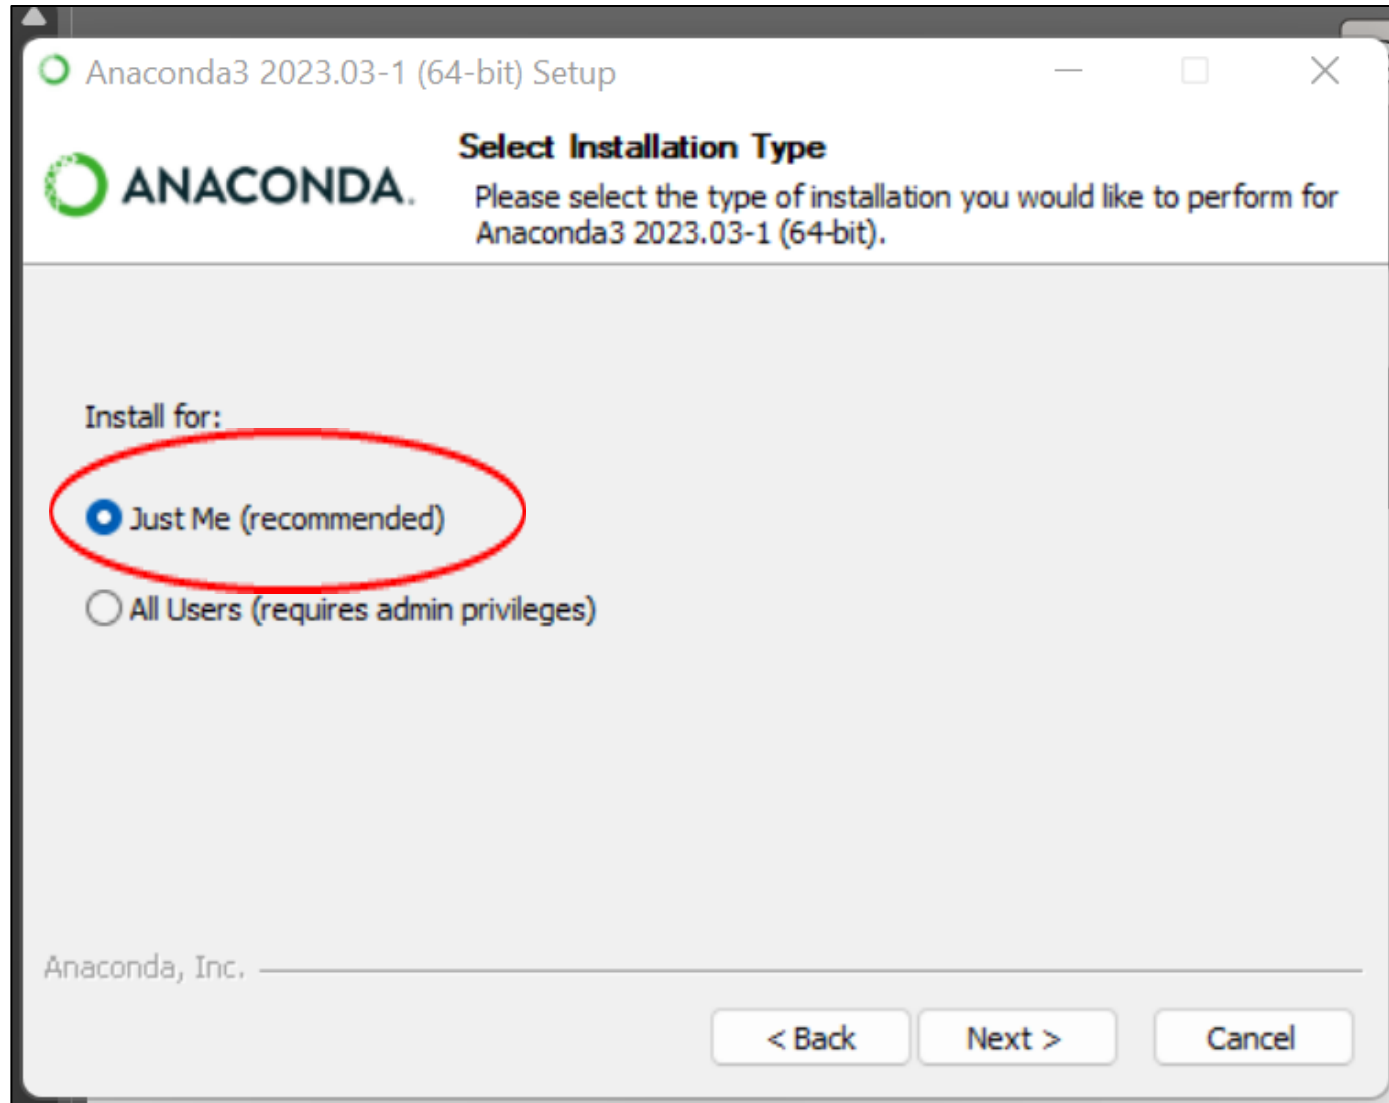 Anaconda3 2023.03-1 (64-bit) Setup
ANACONDA.
Select Installation Type
Please select the type of installation you would like to perform for
Anaconda3 2023.03-1 (64-bit).
Install for:
Just Me (recommended)
All Users (requires admin privileges)
Anaconda, Inc.
< Back
Next >
Cancel